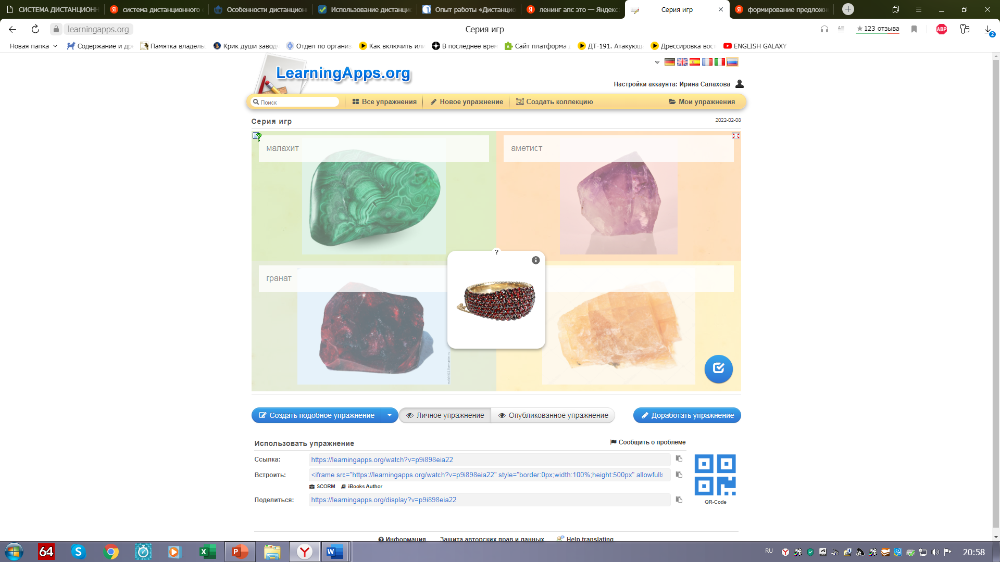 СИСТЕМА ДИСТАНЦИОНН
система дистанционного
Особенности дистанцион
Использование дистанци
Опыт работы «Дистанцио
ленинг апс это — Яндекс:
Серия игр
формирование предложн
learningapps.org
Серия игр
★ 123 отзыва
ABP
2
Новая папка
Содержание и др
Памятка владель
Крик души завод
Отдел по организ
Как включить или
В последнее врем
Сайт платформа
ДТ-191. Атакующ
Дрессировка вост
ENGLISH GALAXY
LearningApps.org
Настройки аккаунта: Ирина Салахова
Поиск
Все упражнения
Новое упражнение
Создать коллекцию
Мои упражнения
Серия игр
2022-02-08
малахит
аметист
?
гранат
Создать подобное упражнение
Личное упражнение
Опубликованное упражнение
Доработать упражнение
Использовать упражнение
Сообщить о проблеме
Ссылка:
https://learningapps.org/watch?v=p9i898eia22
Встроить:
<iframe src="https://learningapps.org/watch?v=p9i898eia22" style="border:0px;width:100%;height:500px" allowfulls
SCORM
iBooks Author
Поделиться:
https://learningapps.org/display?v=p9i898eia22
QR-Code
Информация
Защита авторских прав и данных
Help translating
64
RU
20:58